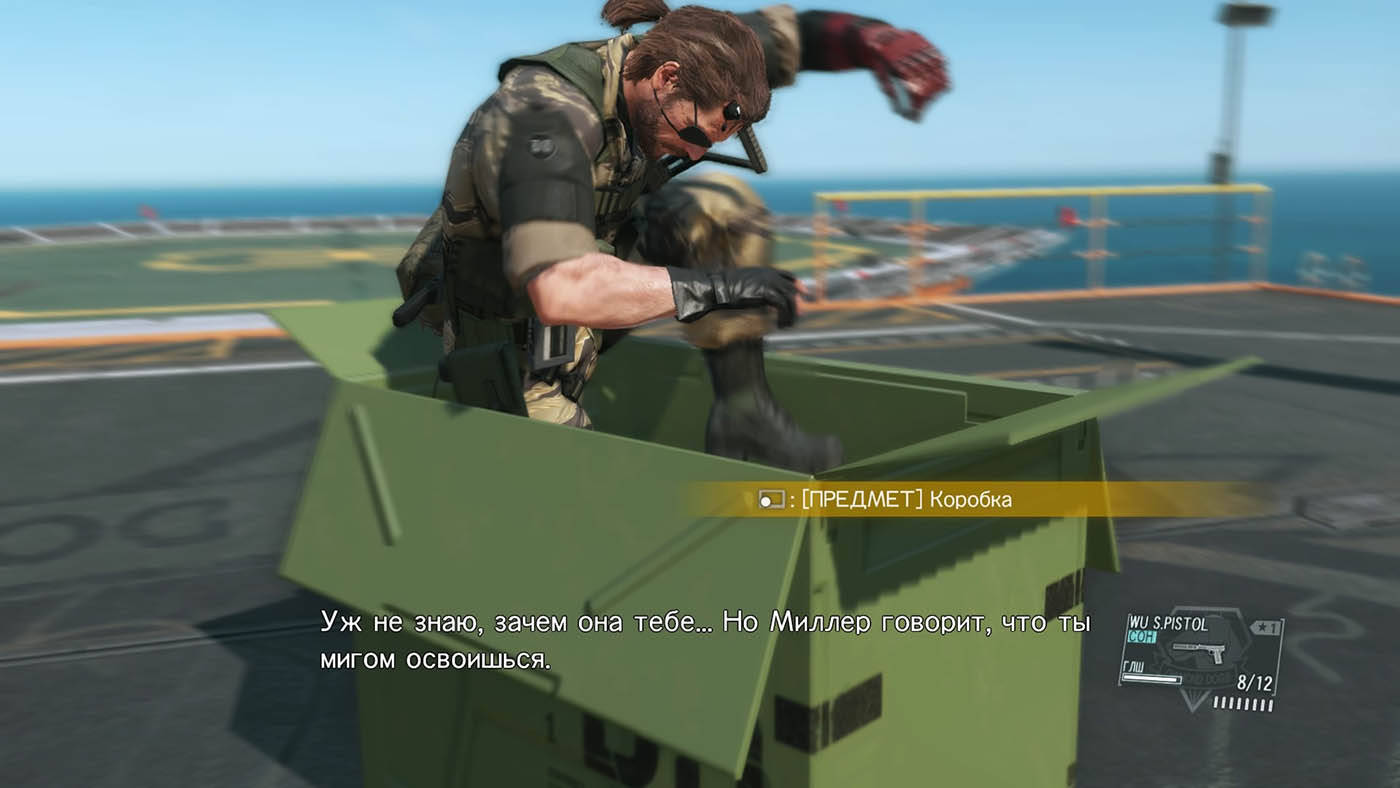 : [ПРЕДМЕТ] Коробка
Уж не знаю, зачем она тебе... Но Миллер говорит, что ты
мигом освоишься.
WU S.PISTOL
★1
СОН
ГЛШ
8/12